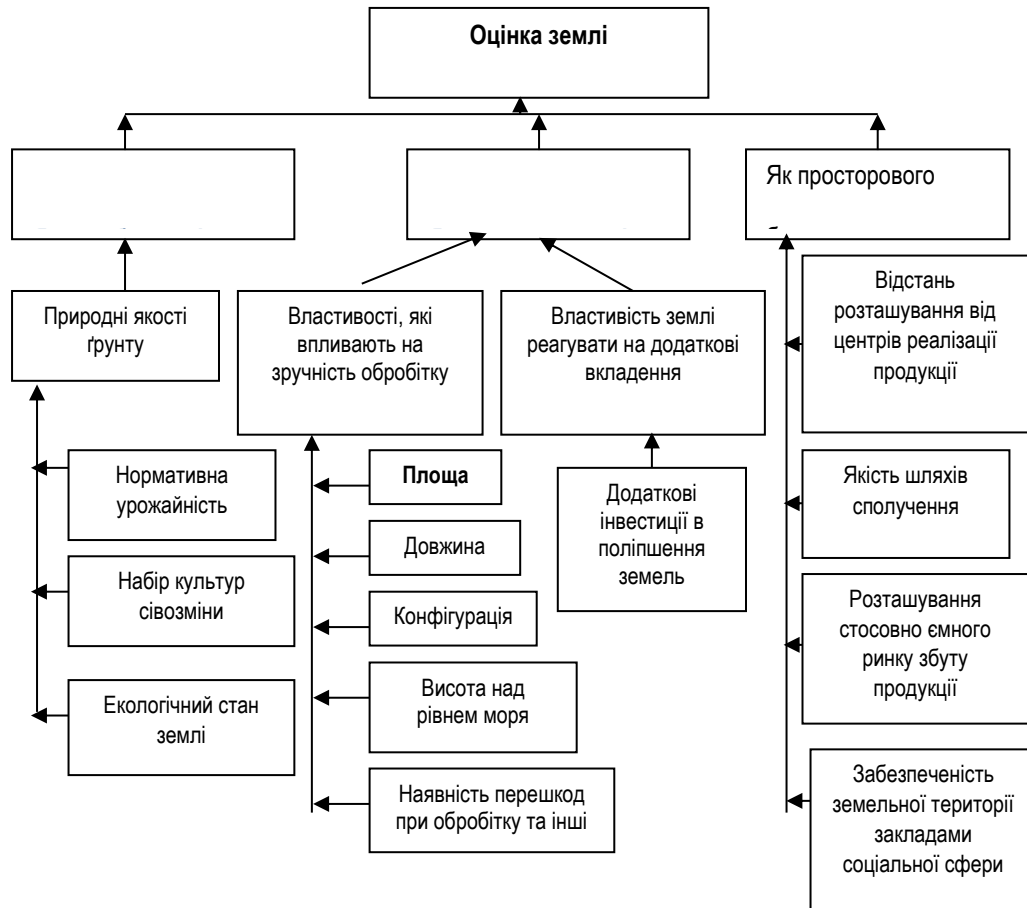 Оцінка землі
Як просторового
Природні якості
ґрунту
Властивості, які
впливають на
зручність обробітку
Властивість землі
реагувати на додаткові
вкладення
Відстань
розташування від
центрів реалізації
продукції
Нормативна
урожайність
Площа
Додаткові
інвестиції в
поліпшення
земель
Якість шляхів
сполучення
Довжина
Набір культур
сівозміни
Конфігурація
Розташування
стосовно ємного
ринку збуту
продукції
Висота над
рівнем моря
Екологічний стан
землі
Наявність перешкод
при обробітку та інші
Забезпеченість
земельної території
закладами
соціальної сфери